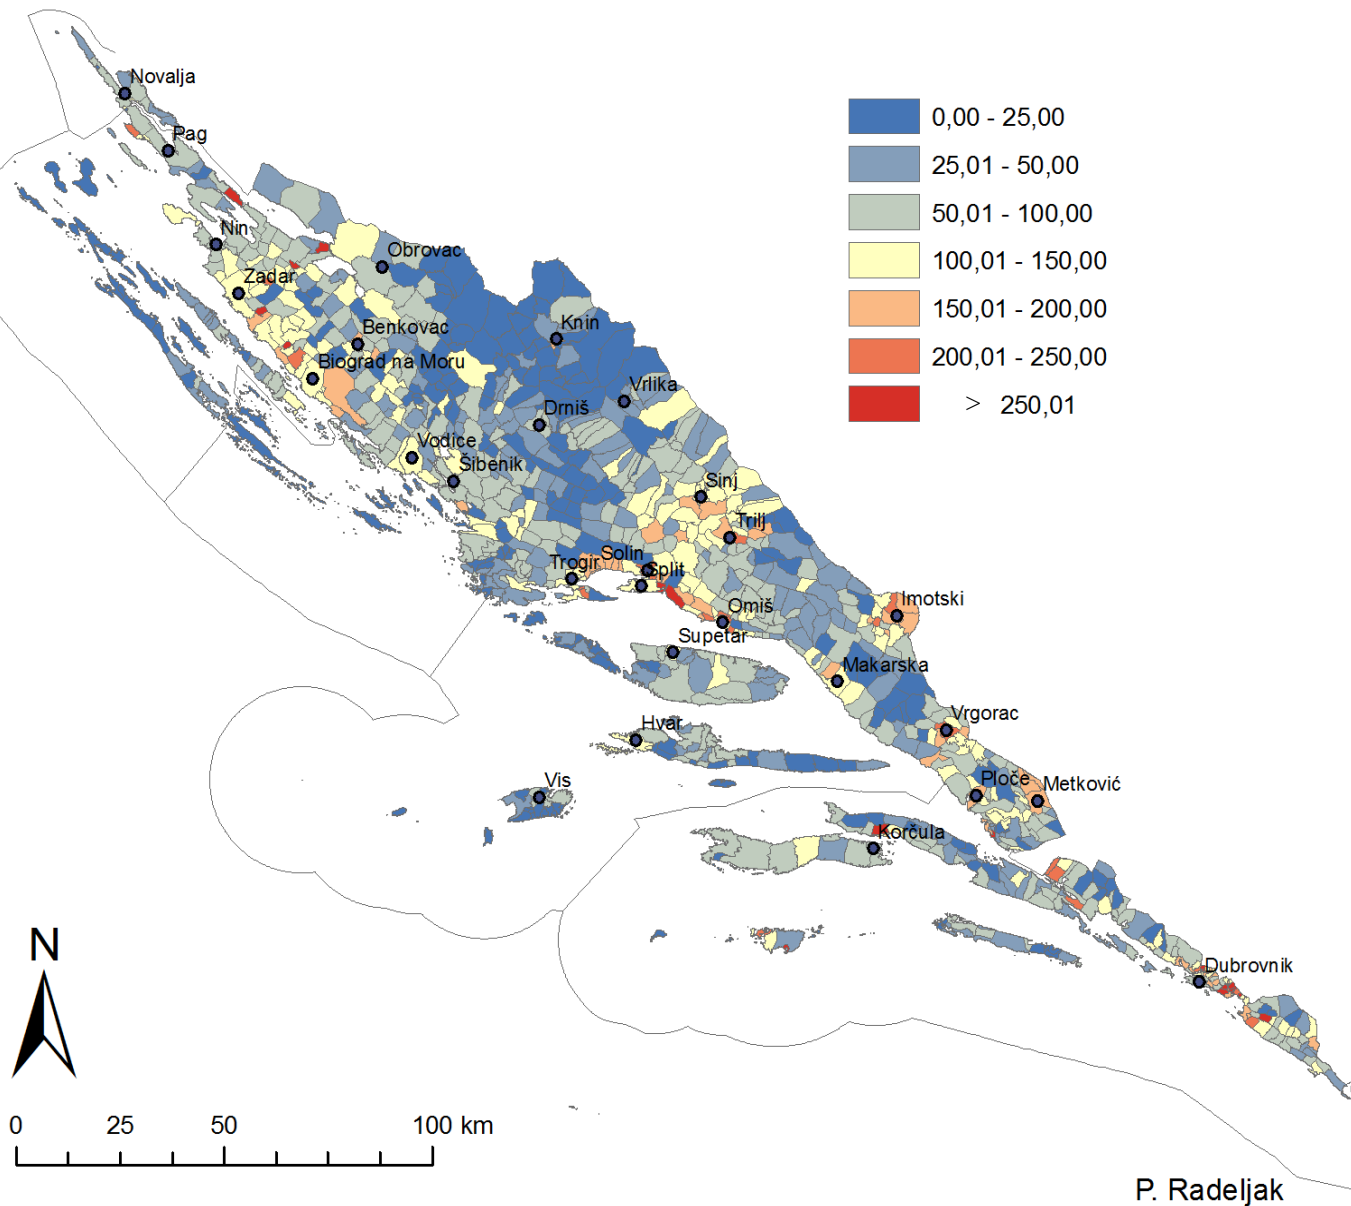 Novalja
Pag
Nin
Zadar
Obrovac
Benkovac
Biograd na Moru
Knin
Vrlika
Drniš
Vodice
Šibenik
Sinj
Trilj
Solin
Trogir
Split
Omiš
Supetar
Imotski
Makarska
Hvar
Vrgorac
Vis
Ploče
Metković
Korčula
Dubrovnik
0,00 - 25,00
25,01 - 50,00
50,01 - 100,00
100,01 - 150,00
150,01 - 200,00
200,01 - 250,00
> 250,01
N
0 25 50 100 km
P. Radeljak